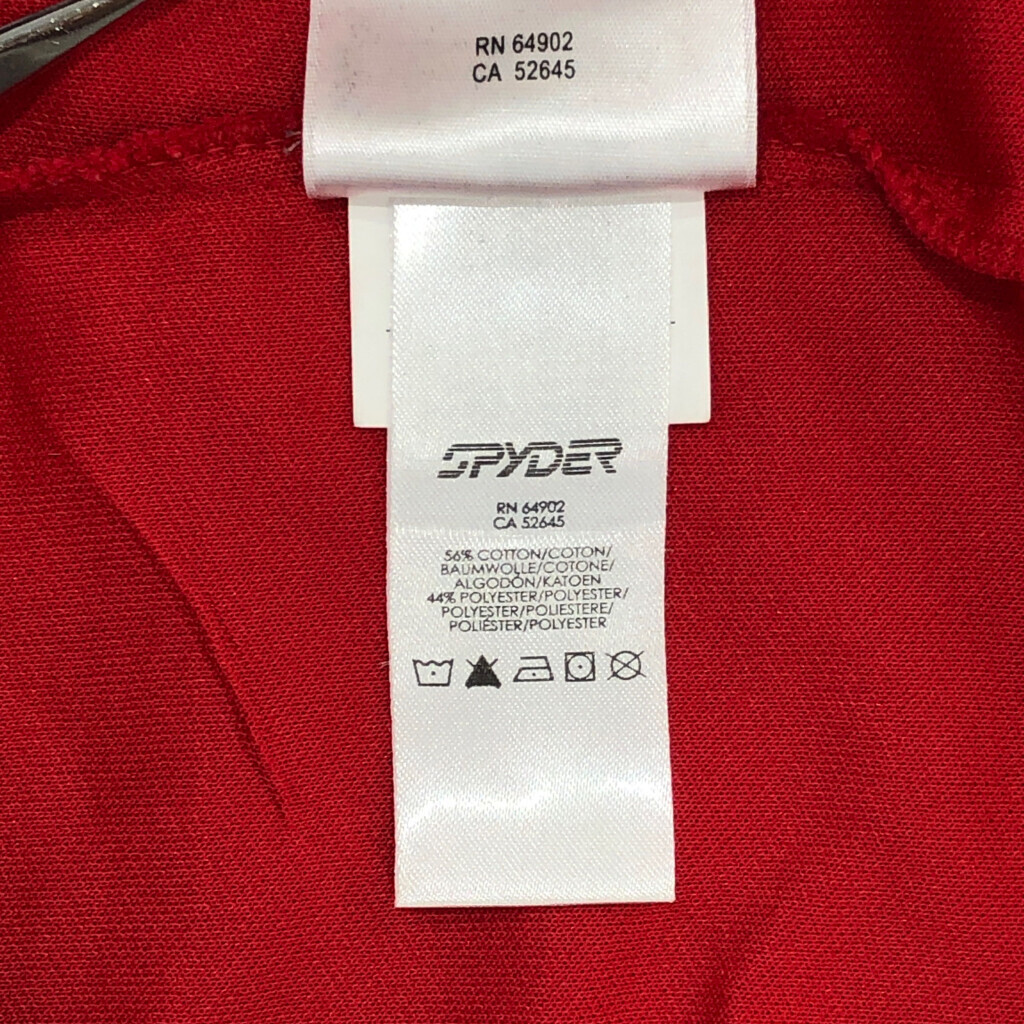 RN 64902
CA 52645
SPYDER
RN 64902
CA 52645
56% COTTON/COTON/
BAUMWOLLE/COTONE/
ALGODÓN/KATOEN
44% POLYESTER/POLYESTER/
POLYESTER/POLIESTERE/
POLIÉSTER/POLYESTER